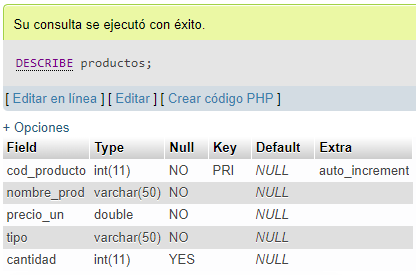 Su consulta se ejecutó con éxito.
DESCRIBE productos;
[ Editar en línea ] [ Editar ] [ Crear código PHP ]
+ Opciones
Field Type Null Key Default Extra
cod_producto int(11) NO PRI NULL auto_increment
nombre_prod varchar(50) NO NULL
precio_un double NO NULL
tipo varchar(50) NO NULL
cantidad int(11) YES NULL